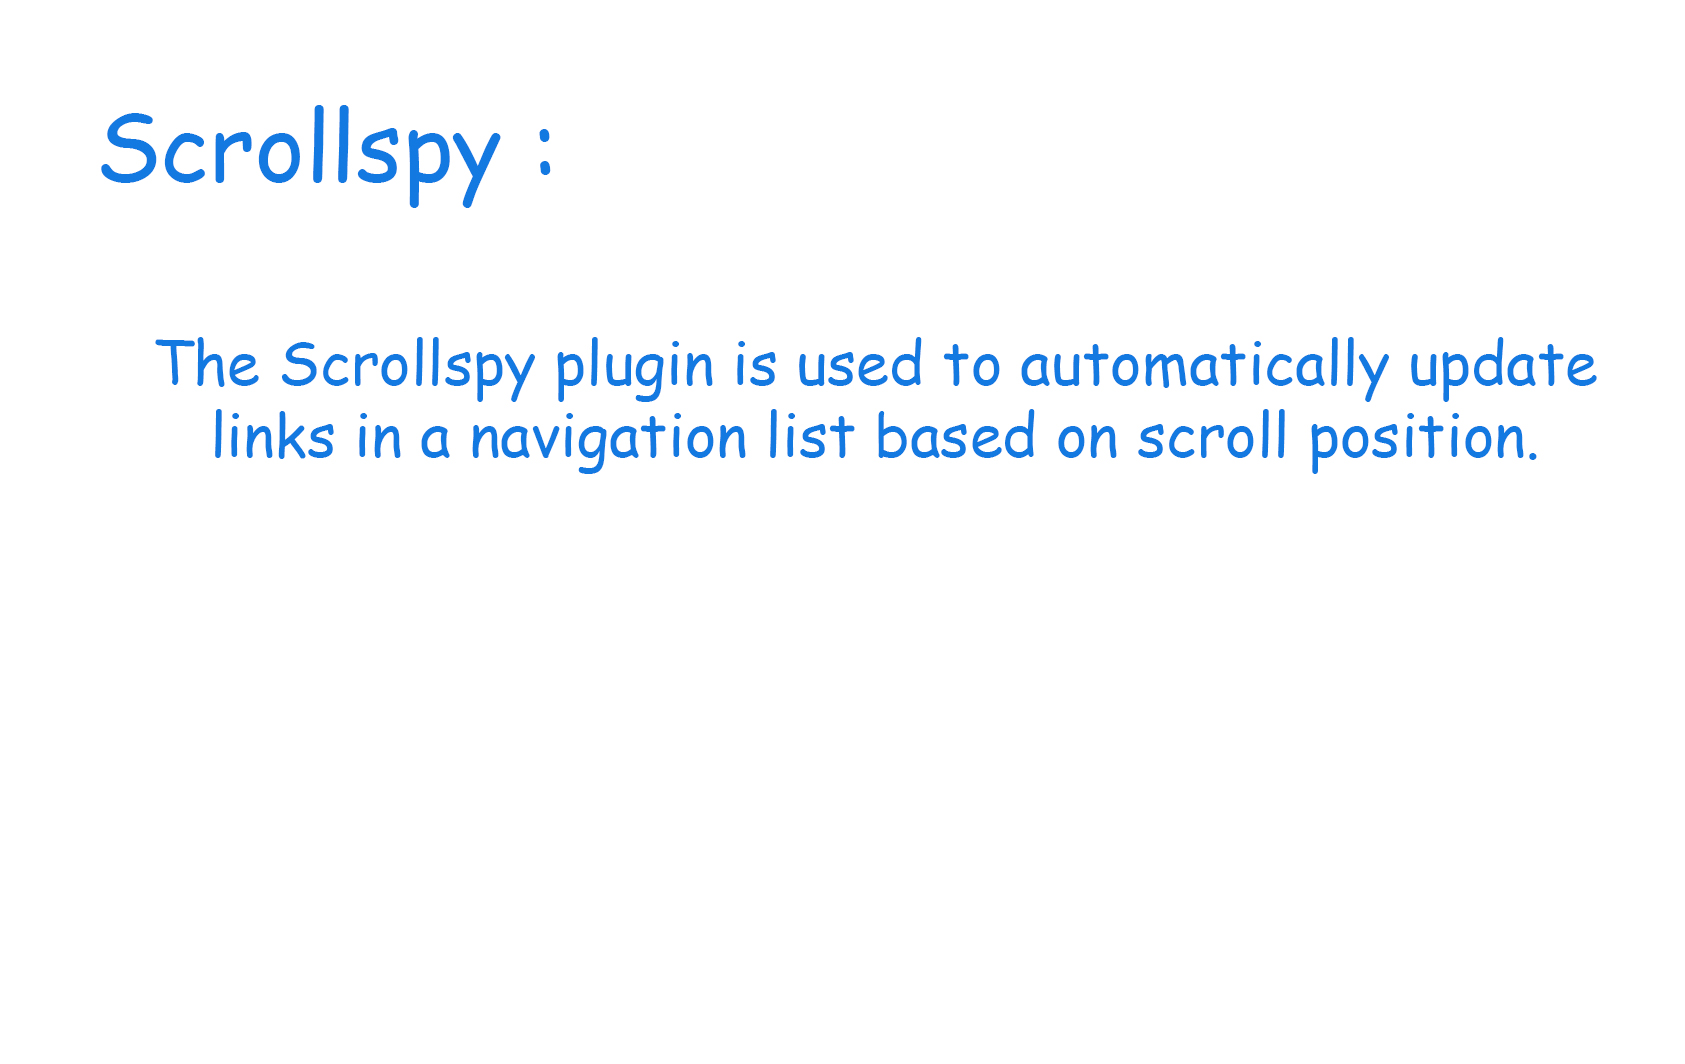 Scrollspy :
The Scrollspy plugin is used to automatically update
links in a navigation list based on scroll position.